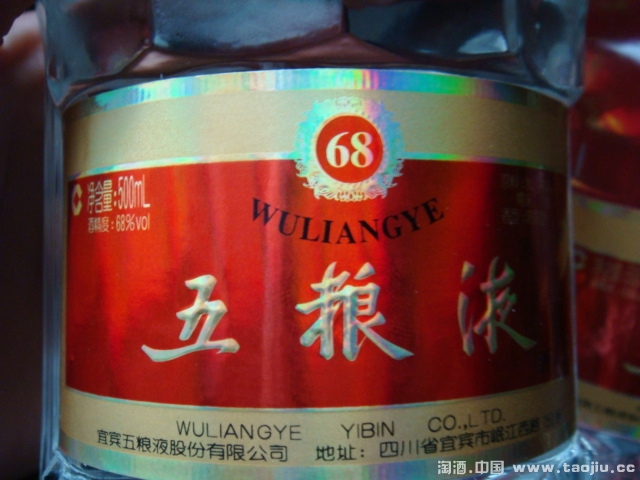 68
净含量:500mL
酒精度:68%vol
WULIANGYE
五粮液
WULIANGYE YIBIN CO.,LTD.
宜宾五粮液股份有限公司 地址:四川省宜宾市岷江西路
淘酒.中国 www.taojiu.cc